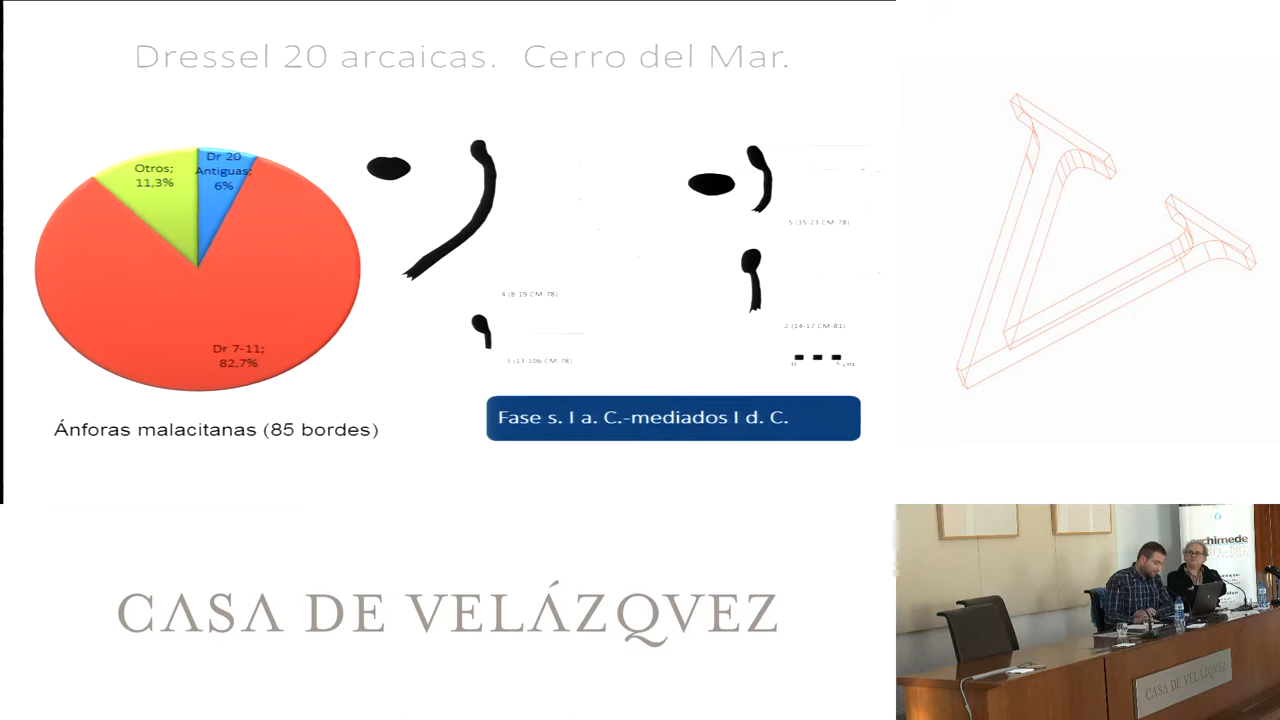 Dressel 20 arcaicas. Cerro del Mar.
Otros;
11,3%
Dr 20
Antiguas;
6%
Dr 7-11;
82,7%
Ánforas malacitanas (85 bordes)
4 (8-19 CM-78)
3 (13-106 CM-78)
5 (35-23 CM-78)
2 (14-17 CM-81)
0 5 cm
Fase s. I a. C.-mediados I d. C.
CASA DE VELÁZQVEZ
chimede
CASA DE VELÁZQVEZ